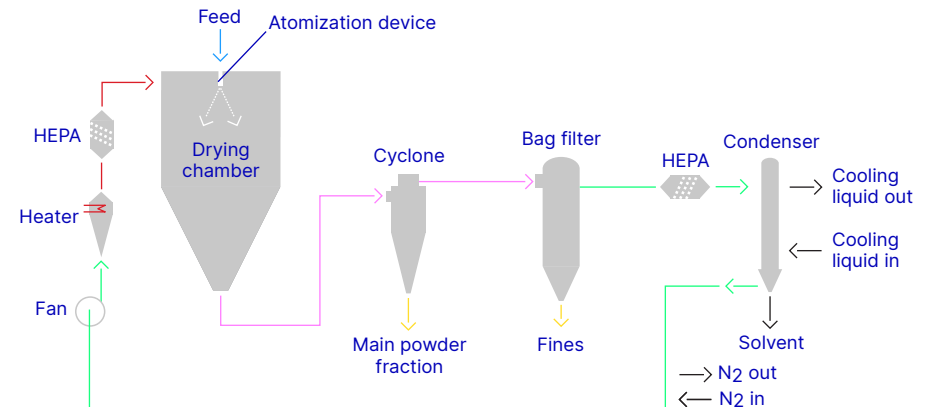 Feed
Atomization device
HEPA
Drying
chamber
Heater
Fan
Cyclone
Main powder
fraction
Bag filter
Fines
HEPA
Condenser
Cooling
liquid out
Cooling
liquid in
Solvent
N2 out
N2 in